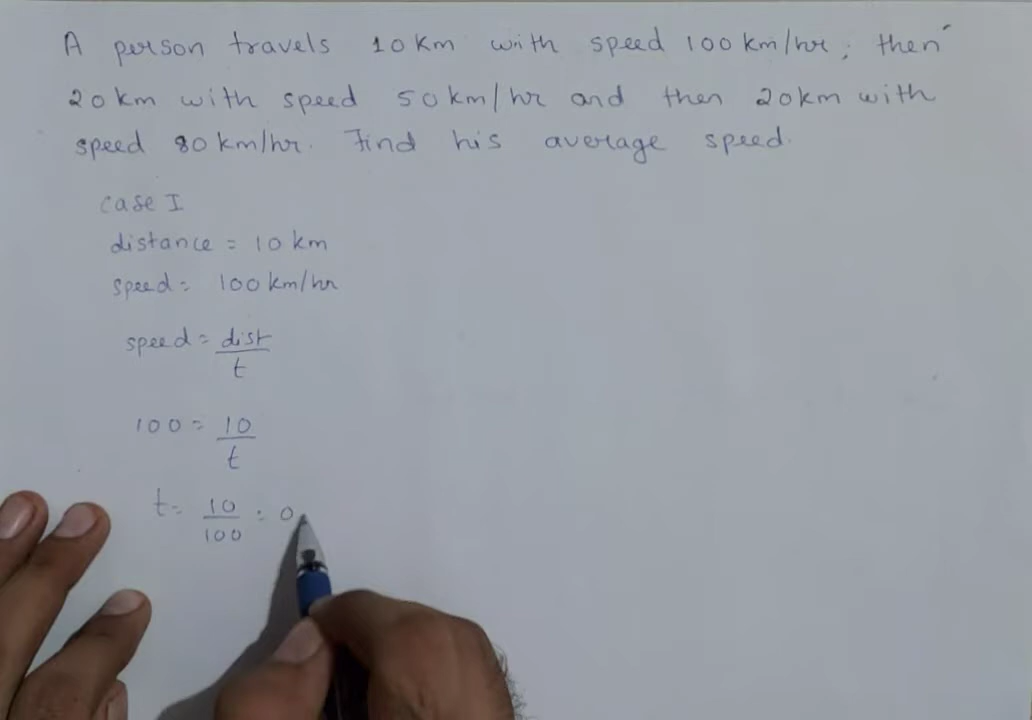 A person travels 10 km with speed 100 km/hr, then
20 km with speed 50 km/hr and then 20 km with
speed 80 km/hr. Find his average speed.
case I
distance = 10 km
speed = 100 km/hr
speed = dist/t
100 = 10/t
t = 10/100 = 0